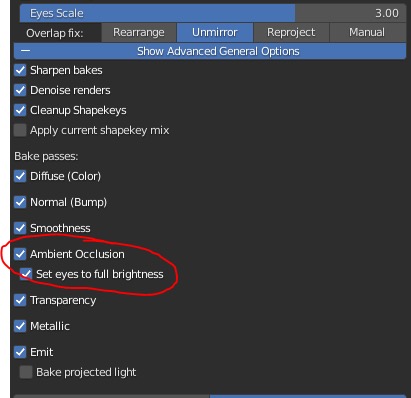 Eyes Scale 3.00
Overlap fix: Rearrange Unmirror Reproject Manual
Show Advanced General Options
Sharpen bakes
Denoise renders
Cleanup Shapekeys
Apply current shapekey mix
Bake passes:
Diffuse (Color)
Normal (Bump)
Smoothness
Ambient Occlusion
Set eyes to full brightness
Transparency
Metallic
Emit
Bake projected light